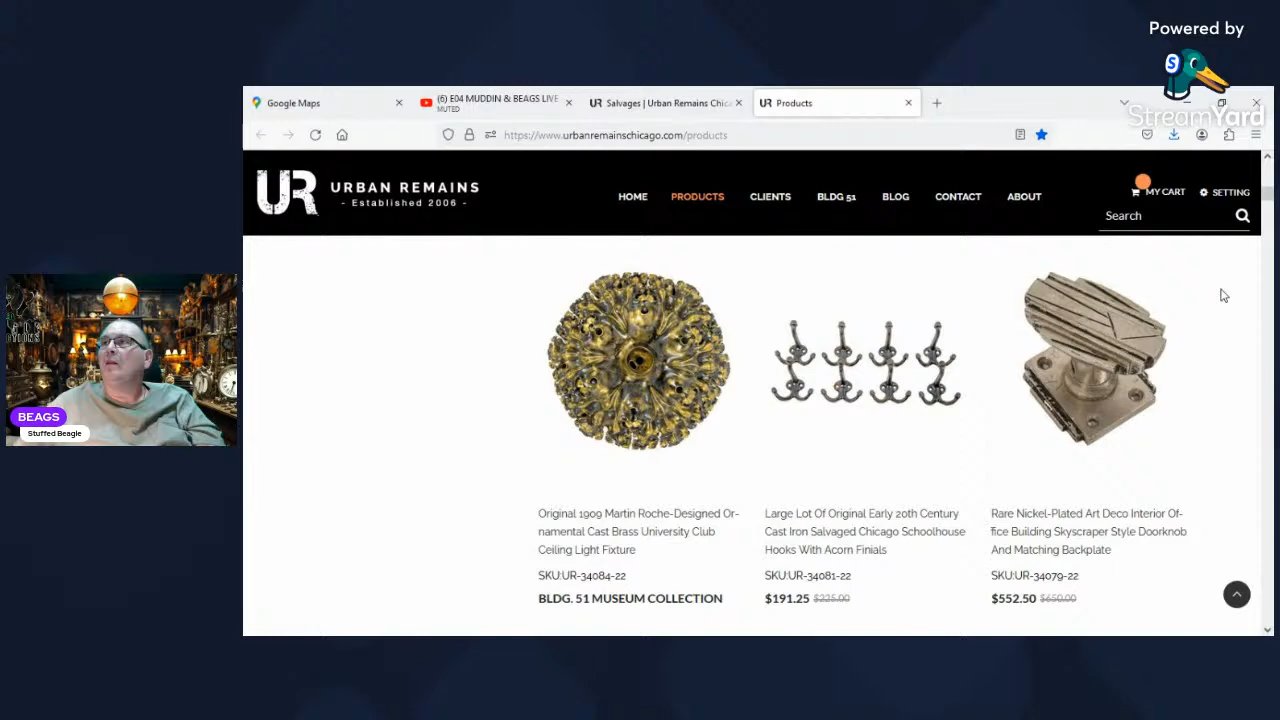 Powered by
StreamYard
Google Maps
(6) E04 MUDDIN & BEAGS LIVE
MUTED
UR Salvages | Urban Remains Chica
UR Products
https://www.urbanremainschicago.com/products
UR URBAN REMAINS
- Established 2006 -
HOME PRODUCTS CLIENTS BLDG 51 BLOG CONTACT ABOUT
MY CART SETTING
Search
BEAGS
Stuffed Beagle
Original 1909 Martin Roche-Designed Or-
namental Cast Brass University Club
Ceiling Light Fixture
SKU:UR-34084-22
BLDG. 51 MUSEUM COLLECTION
Large Lot Of Original Early 20th Century
Cast Iron Salvaged Chicago Schoolhouse
Hooks With Acorn Finials
SKU:UR-34081-22
$191.25 $225.00
Rare Nickel-Plated Art Deco Interior Of-
fice Building Skyscraper Style Doorknob
And Matching Backplate
SKU:UR-34079-22
$552.50 $650.00